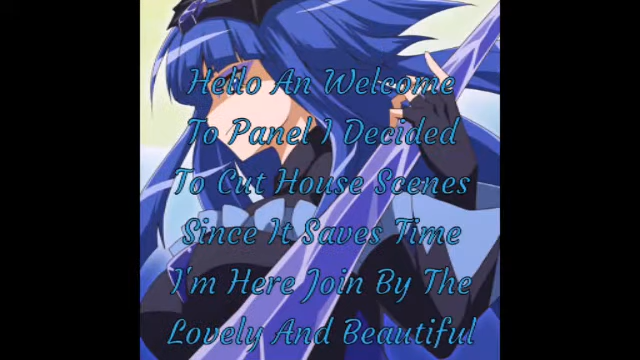 Hello An Welcome
To Panel I Decided
To Cut House Scenes
Since It Saves Time
I'm Here Join By The
Lovely And Beautiful